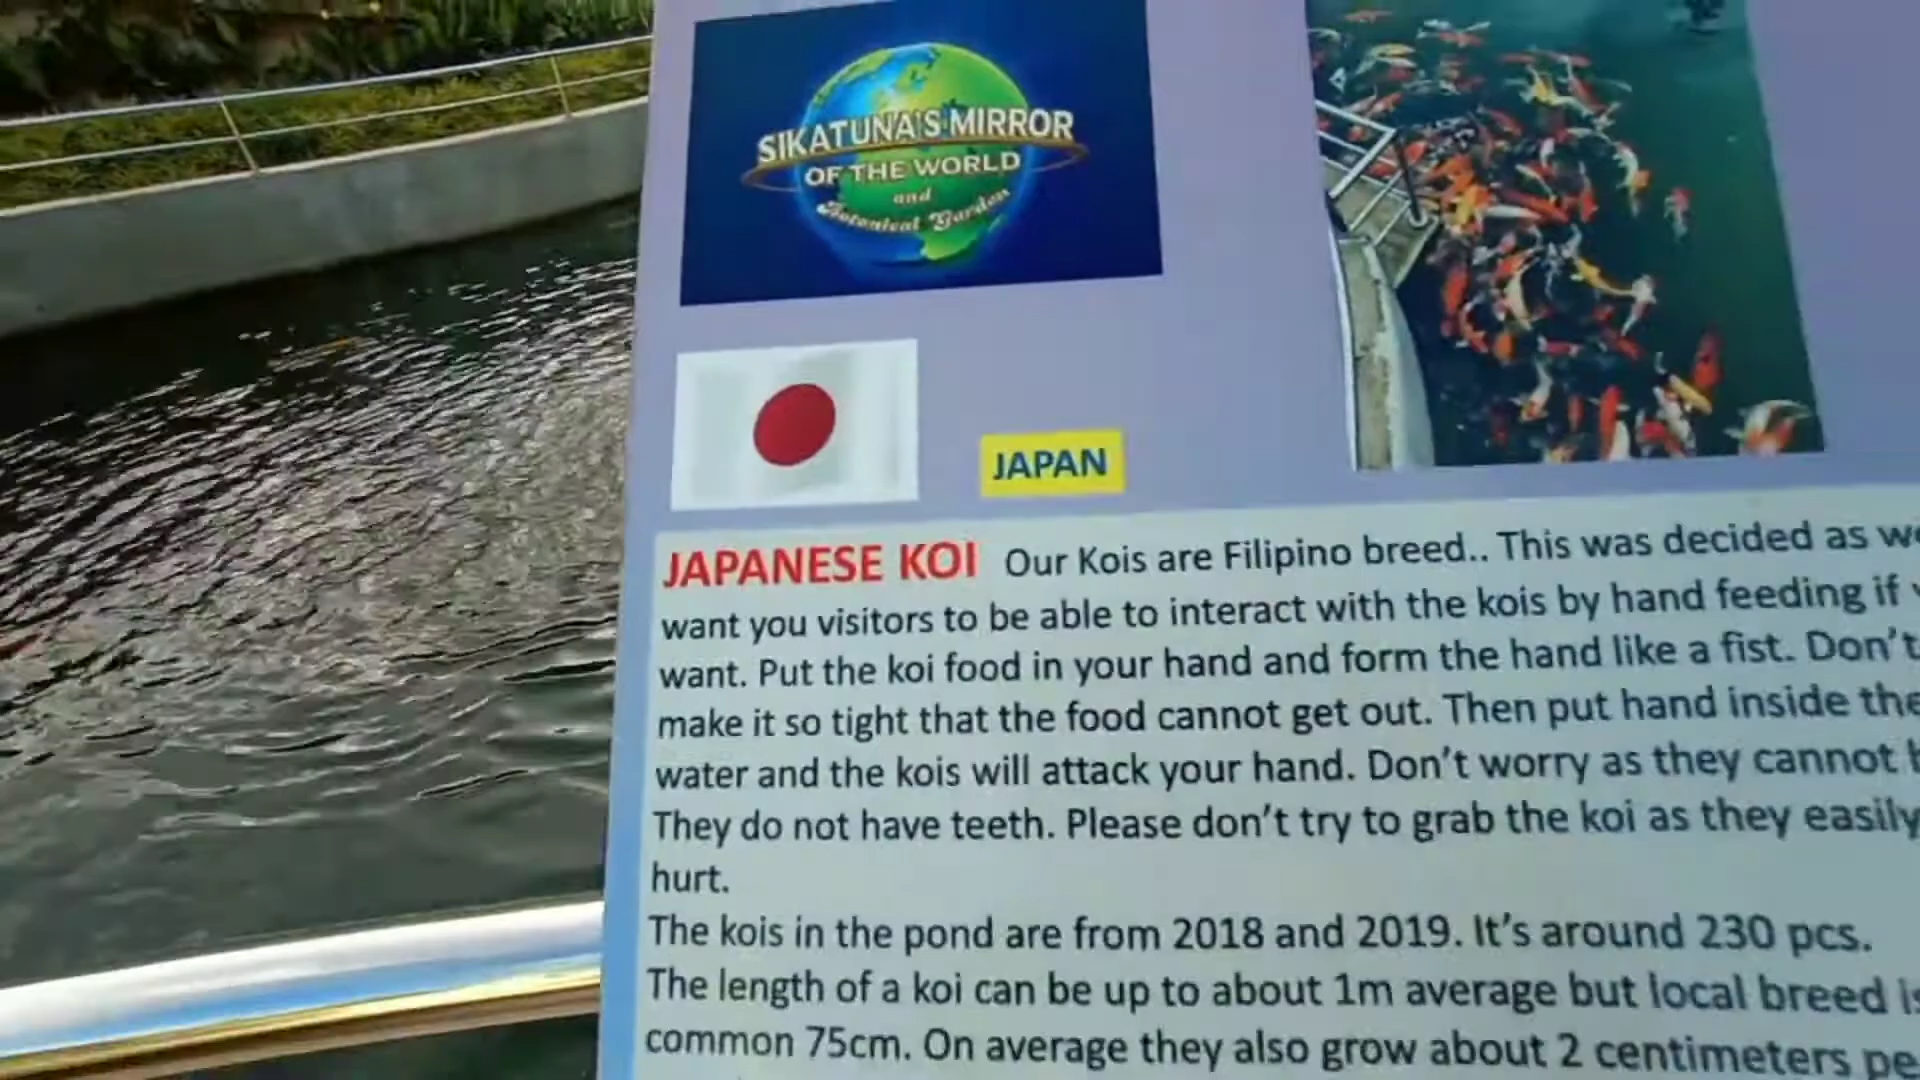 SIKATUNA'S MIRROR
OF THE WORLD
and
Botanical Garden
JAPAN
JAPANESE KOI Our Kois are Filipino breed.. This was decided as
want you visitors to be able to interact with the kois by hand feeding if
want. Put the koi food in your hand and form the hand like a fist. Don't
make it so tight that the food cannot get out. Then put hand inside the
water and the kois will attack your hand. Don't worry as they cannot
They do not have teeth. Please don't try to grab the koi as they easily
hurt.
The kois in the pond are from 2018 and 2019. It's around 230 pcs.
The length of a koi can be up to about 1m average but local breed
common 75cm. On average they also grow about 2 centimeters